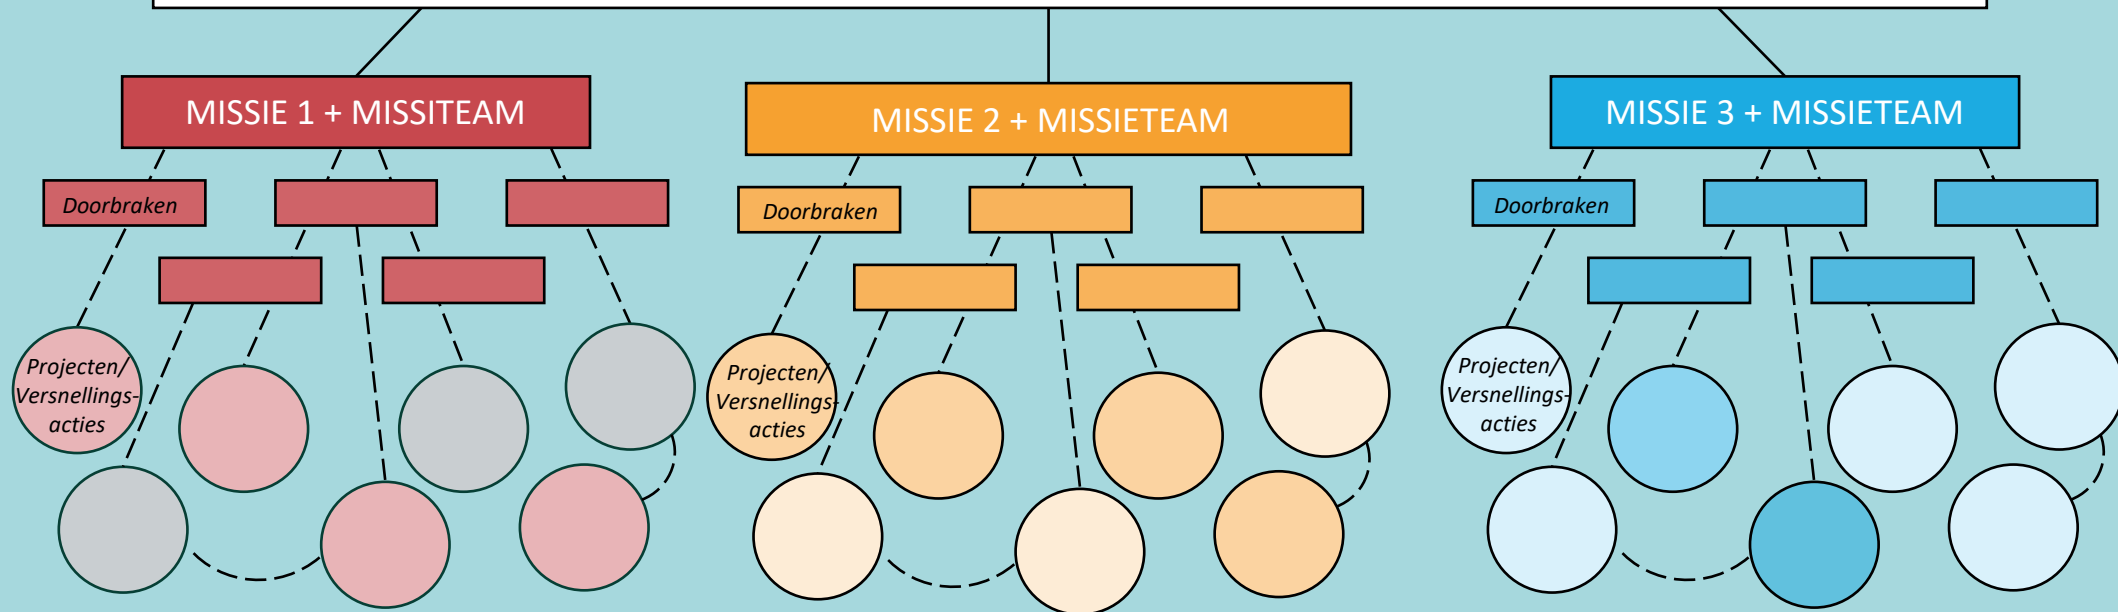 MISSIE 1 + MISSITEAM
MISSIE 2 + MISSIETEAM
MISSIE 3 + MISSIETEAM
Doorbraken
Doorbraken
Doorbraken
Projecten/
Versnellings-
acties
Projecten/
Versnellings-
acties
Projecten/
Versnellings-
acties